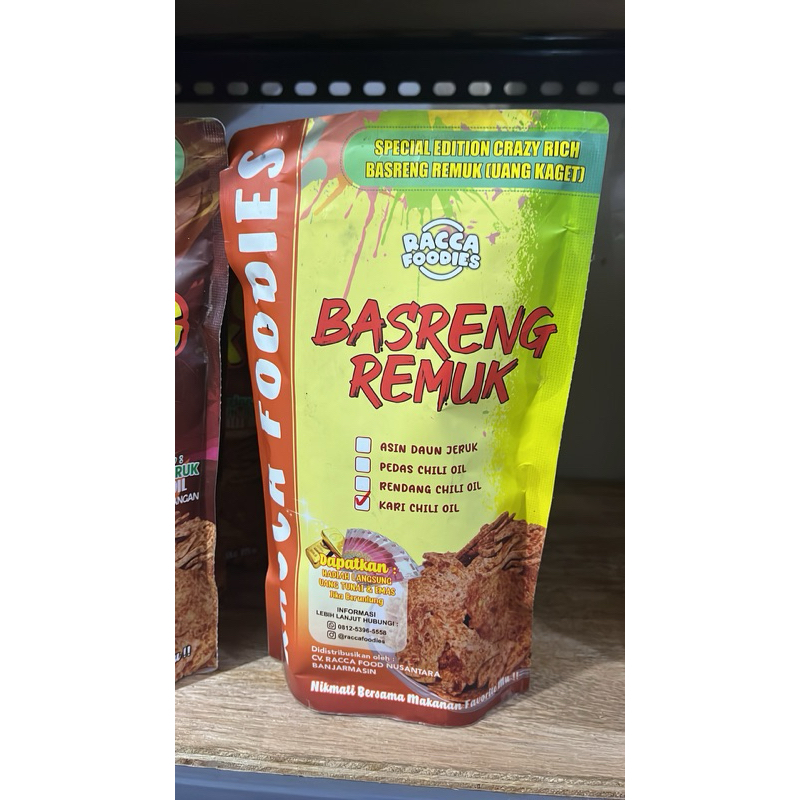 SPECIAL EDITION CRAZY RICH
BASRENG REMUK (UANG KAGET)
RACCA FOODIES
RACCA
FOODIES
BASRENG
REMUK
ASIN DAUN JERUK
PEDAS CHILI OIL
RENDANG CHILI OIL
KARI CHILI OIL
Dapatkan :
HADIAH LANGSUNG
UANG TUNAI & EMAS
Jika Beruntung
INFORMASI
LEBIH LANJUT HUBUNGI :
0812-5396-5558
@raccafoodies
Didistribusikan oleh :
CV. RACCA FOOD NUSANTARA
BANJARMASIN
Nikmati Bersama Makanan Favorite Mu..!!
RUK